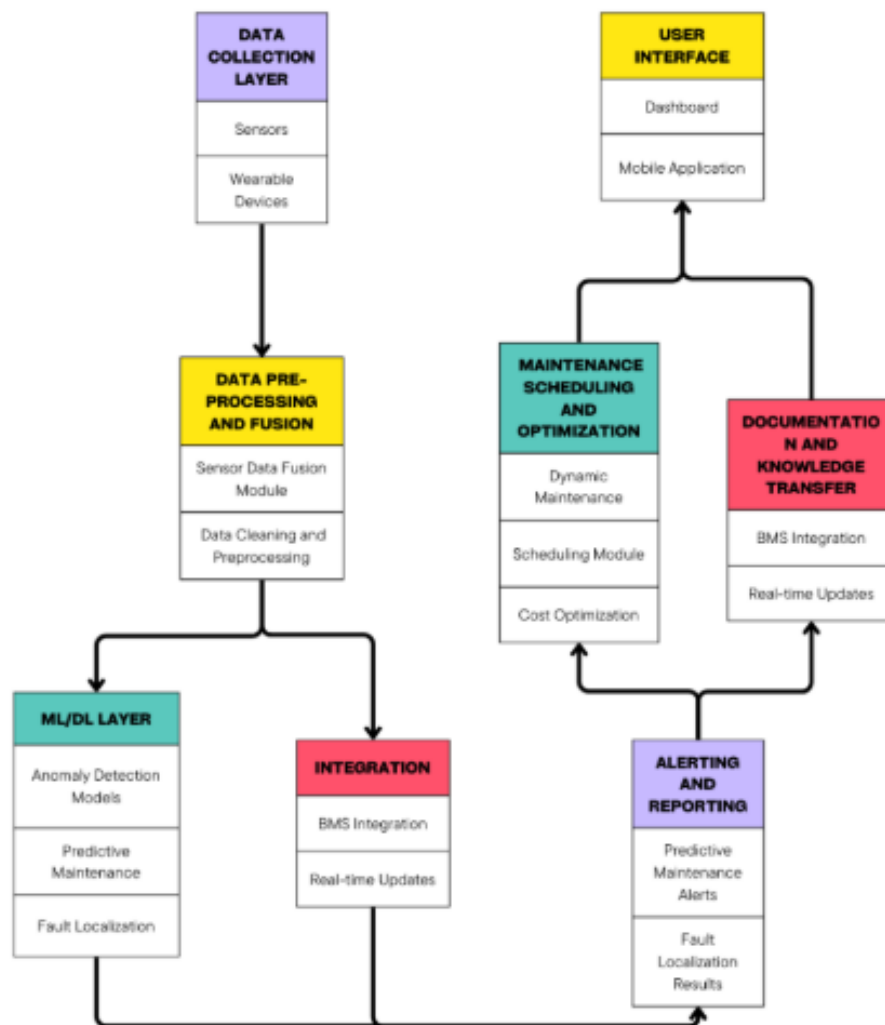 DATA
COLLECTION
LAYER
Sensors
Wearable
Devices
USER
INTERFACE
Dashboard
Mobile Application
DATA PRE-
PROCESSING
AND FUSION
Sensor Data Fusion
Module
Data Cleaning and
Preprocessing
MAINTENANCE
SCHEDULING
AND
OPTIMIZATION
Dynamic
Maintenance
Scheduling Module
Cost Optimization
DOCUMENTATIO
N AND
KNOWLEDGE
TRANSFER
BMS Integration
Real-time Updates
ML/DL LAYER
Anomaly Detection
Models
Predictive
Maintenance
Fault Localization
INTEGRATION
BMS Integration
Real-time Updates
ALERTING
AND
REPORTING
Predictive
Maintenance
Alerts
Fault
Localization
Results